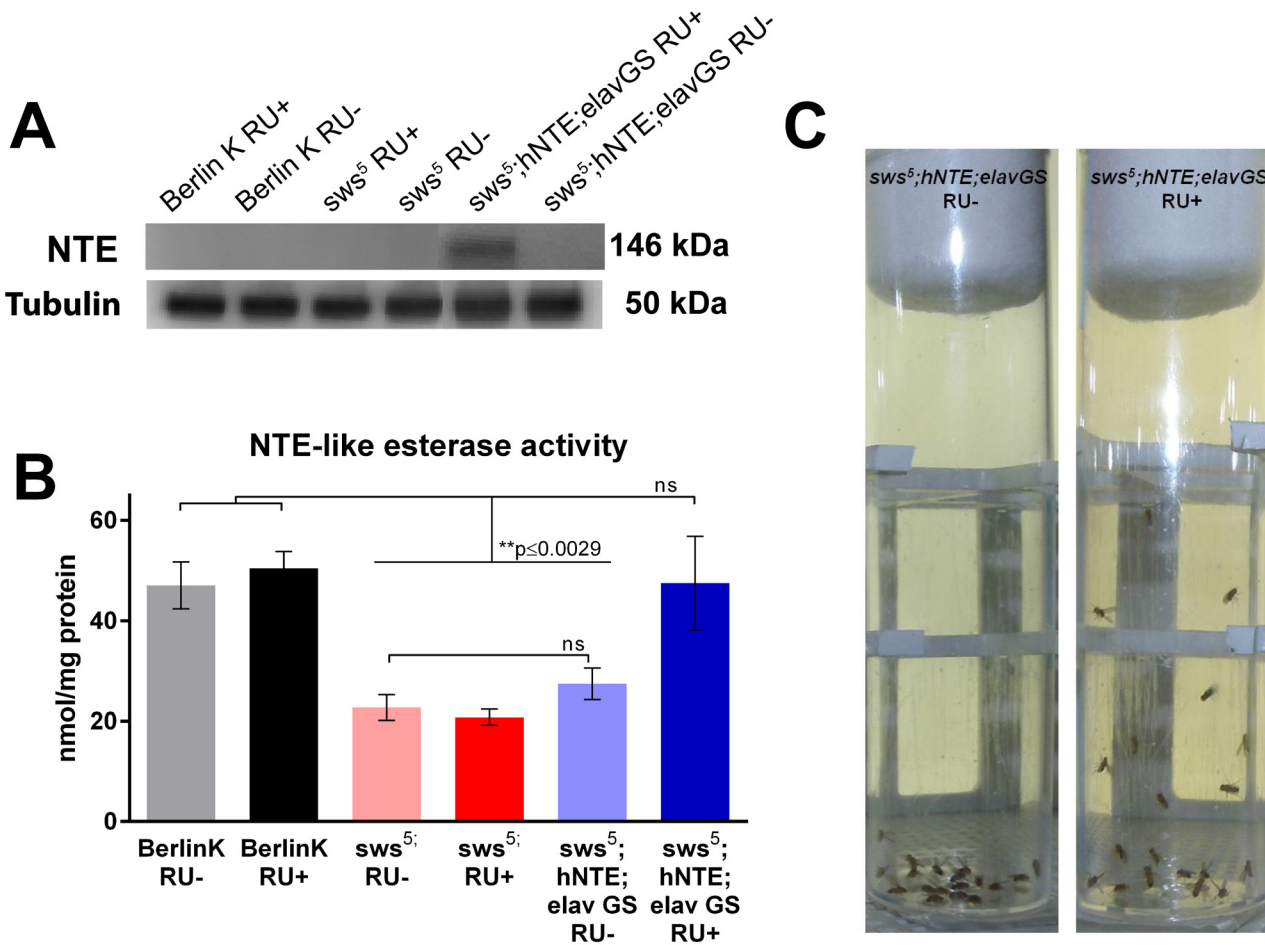 A
Berlin K RU+
Berlin K RU-
sws⁵ RU+
sws⁵ RU-
sws⁵;hNTE;elavGS RU+
sws⁵;hNTE;elavGS RU-
NTE
146 kDa
Tubulin
50 kDa
B
NTE-like esterase activity
nmol/mg protein
60
40
20
0
ns
**p≤0.0029
ns
BerlinK
RU-
BerlinK
RU+
sws⁵;
RU-
sws⁵;
RU+
sws⁵;
hNTE;
elav GS
RU-
sws⁵;
hNTE;
elav GS
RU+
C
sws⁵;hNTE;elavGS
RU-
sws⁵;hNTE;elavGS
RU+